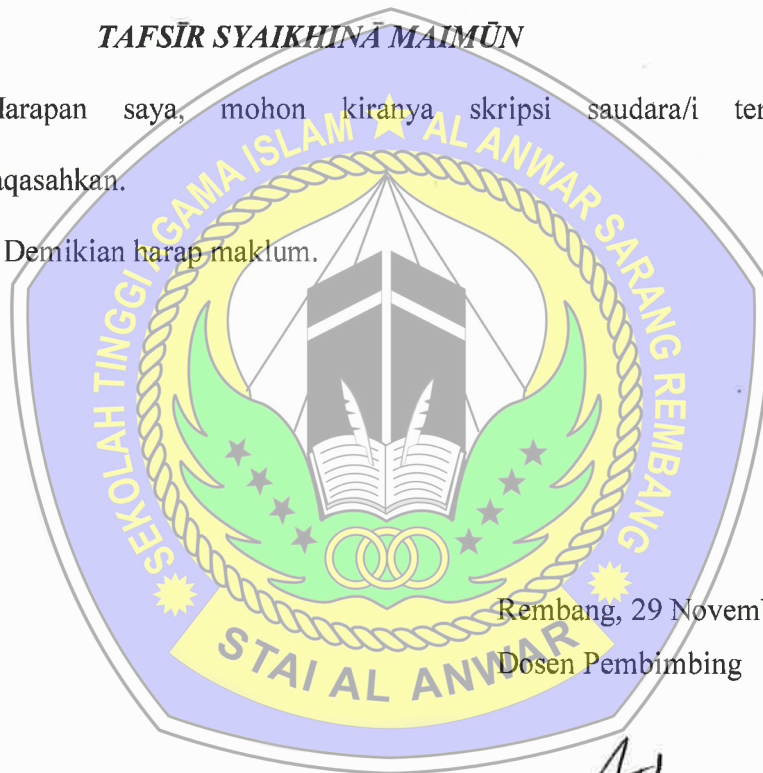 TAFSĪR SYAIKHINĀ MAIMŪN
Harapan saya, mohon kiranya skripsi saudara/i ter
aqasahkan.
Demikian harap maklum.
SEKOLAH TINGGI AGAMA ISLAM AL ANWAR SARANG REMBANG
Rembang, 29 Novemb
Dosen Pembimbing
STAI AL ANWAR